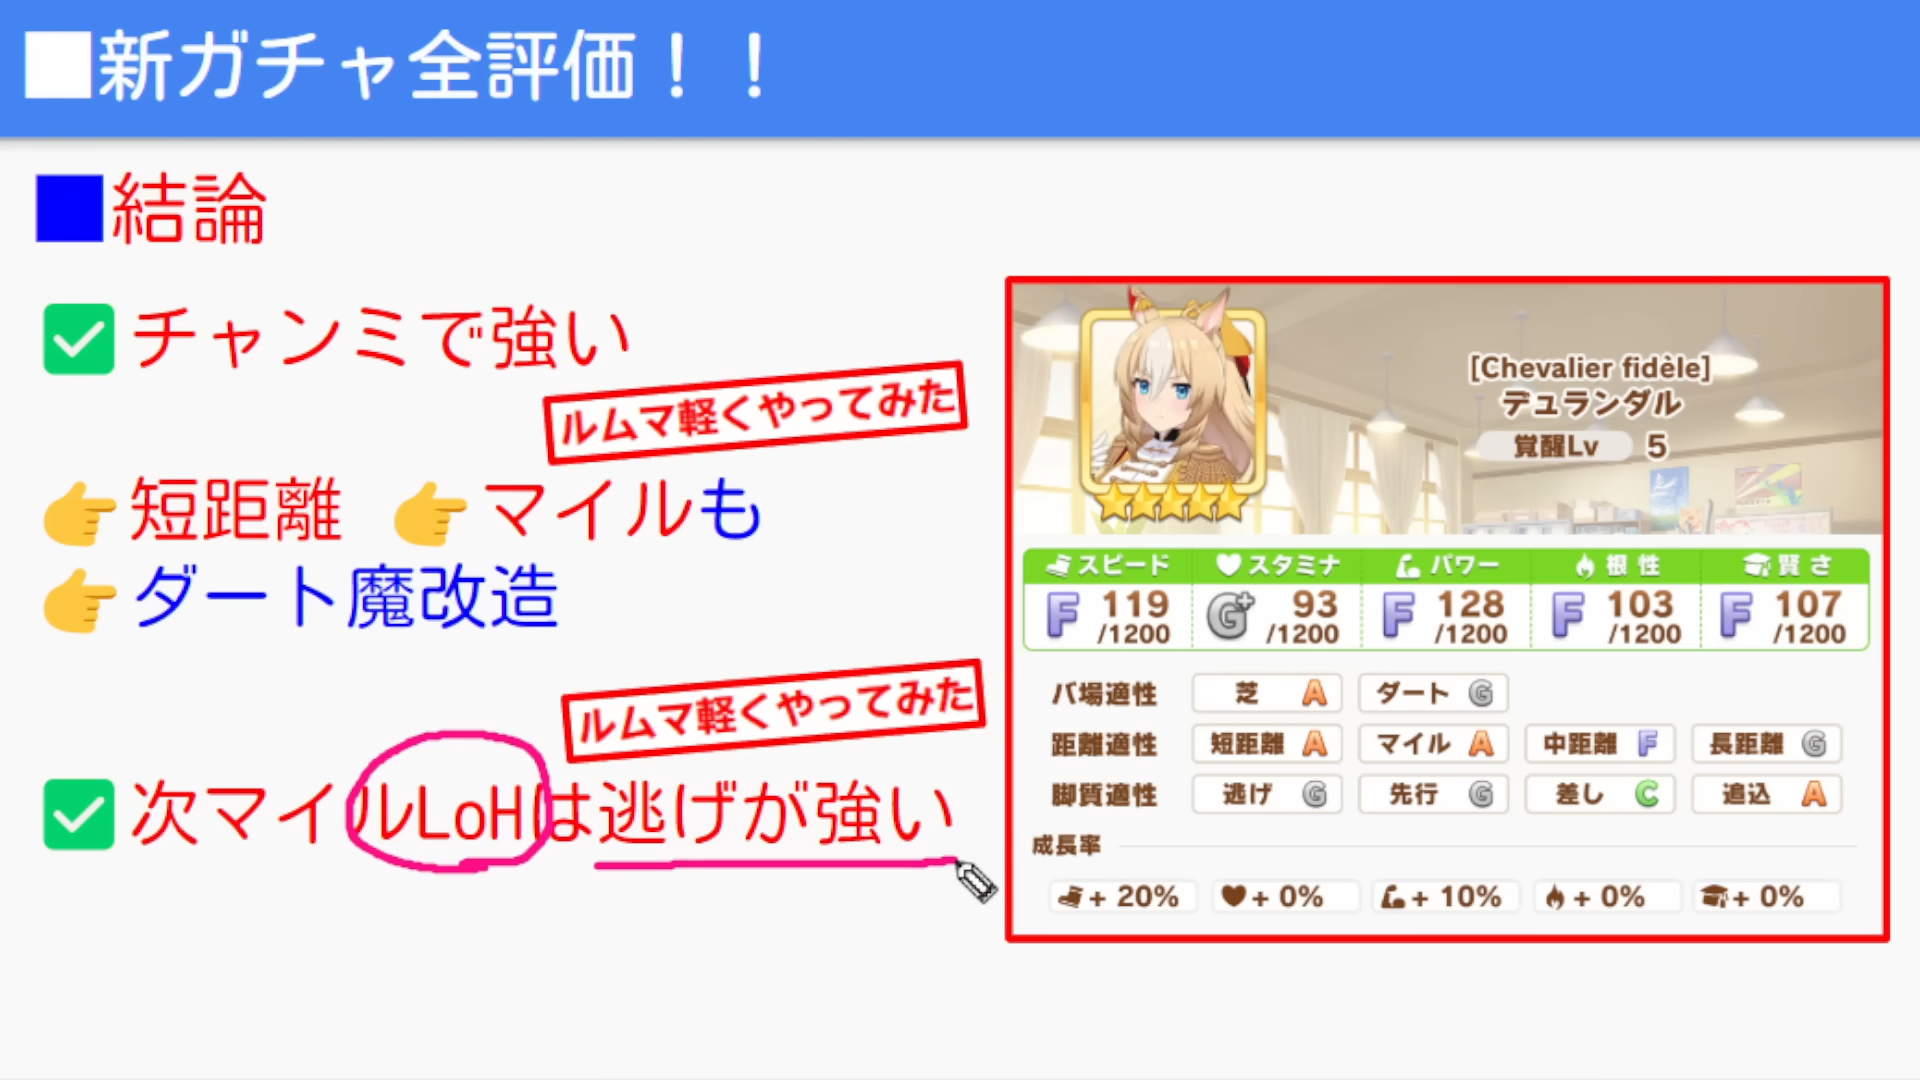 ■新ガチャ全評価！！
■結論
✅チャンミで強い
ルムマ軽くやってみた
👉短距離 👉マイルも
👉ダート魔改造
ルムマ軽くやってみた
✅次マイルLoHは逃げが強い
[Chevalier fidèle]
デュランダル
覚醒Lv 5
スピード スタミナ パワー 根性 賢さ
F 119 G+ 93 F 128 F 103 F 107
/1200 /1200 /1200 /1200 /1200
バ場適性 芝 A ダート G
距離適性 短距離 A マイル A 中距離 F 長距離 G
脚質適性 逃げ G 先行 G 差し C 追込 A
成長率
+ 20% + 0% + 10% + 0% + 0%